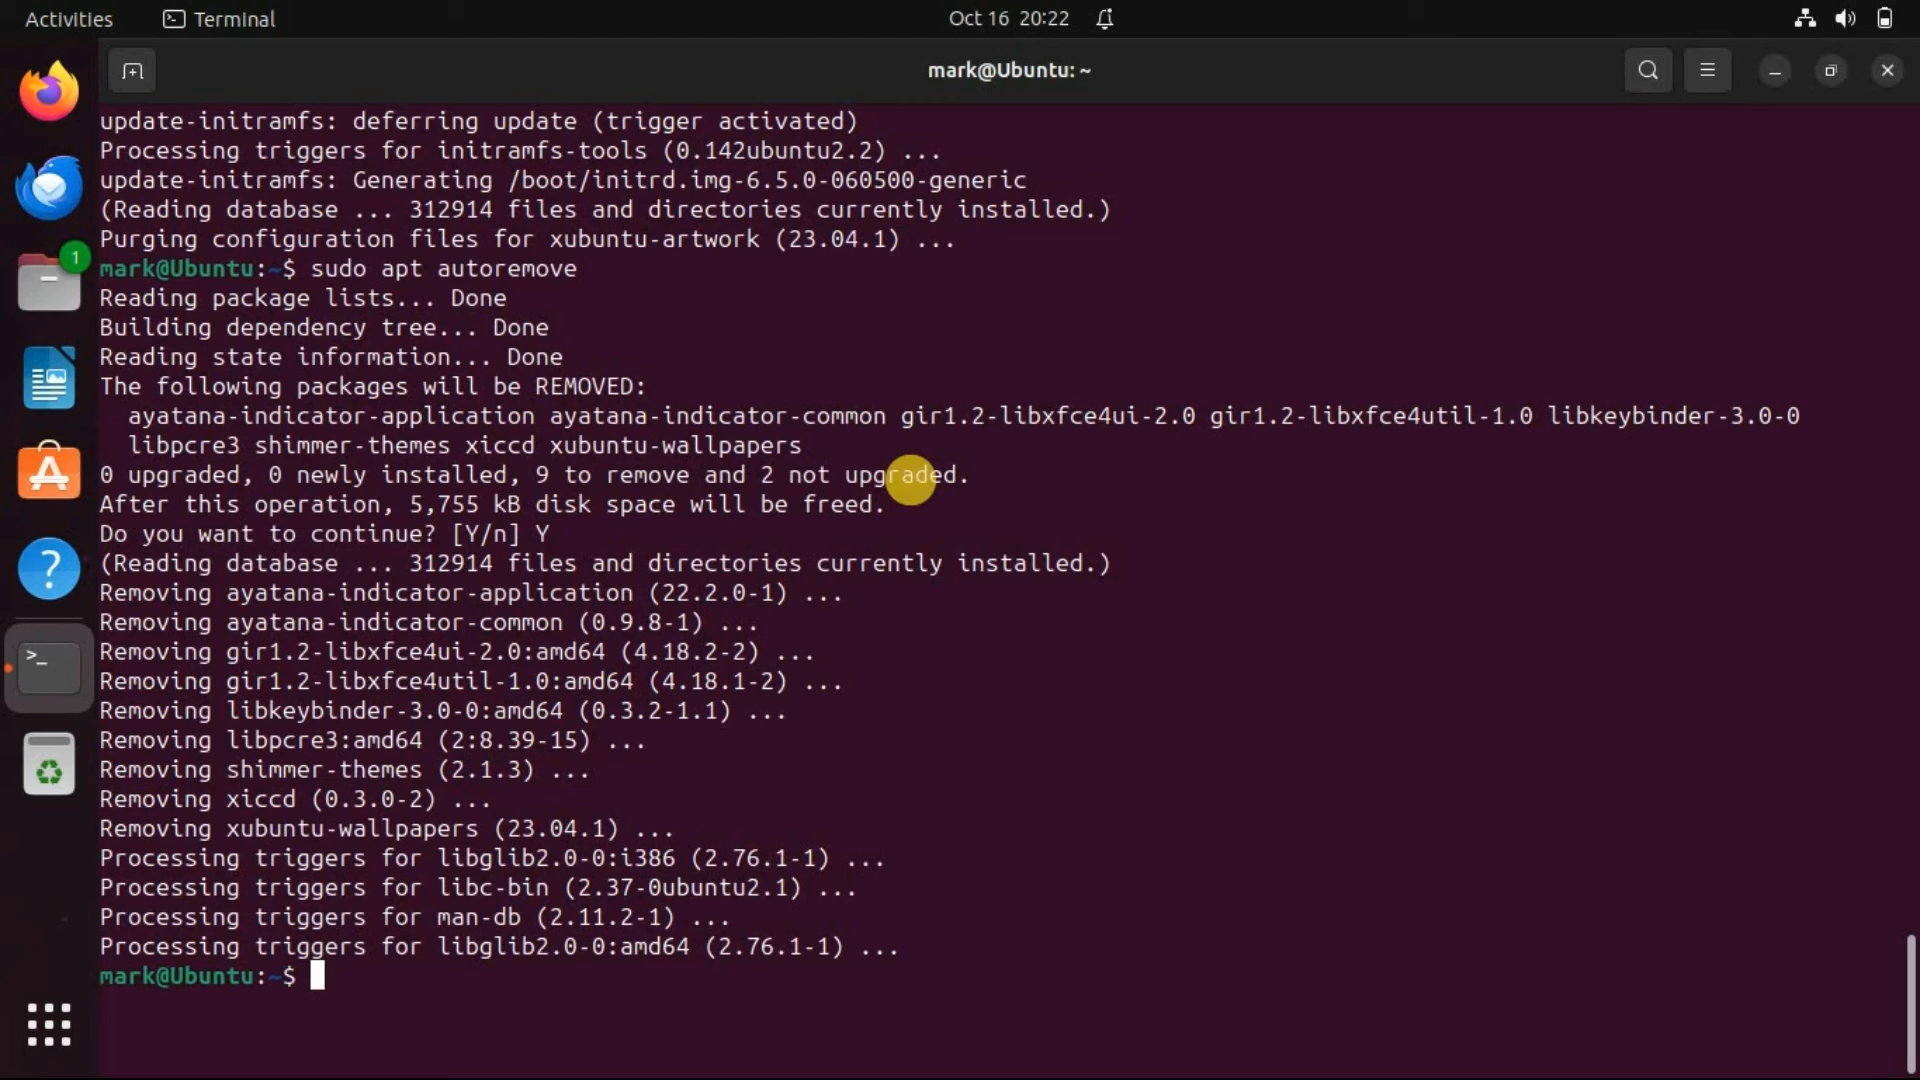 Activities
Terminal
Oct 16 20:22
mark@Ubuntu: ~
1
update-initramfs: deferring update (trigger activated)
Processing triggers for initramfs-tools (0.142ubuntu2.2) ...
update-initramfs: Generating /boot/initrd.img-6.5.0-060500-generic
(Reading database ... 312914 files and directories currently installed.)
Purging configuration files for xubuntu-artwork (23.04.1) ...
mark@Ubuntu:~$ sudo apt autoremove
Reading package lists... Done
Building dependency tree... Done
Reading state information... Done
The following packages will be REMOVED:
  ayatana-indicator-application ayatana-indicator-common gir1.2-libxfce4ui-2.0 gir1.2-libxfce4util-1.0 libkeybinder-3.0-0
  libpcre3 shimmer-themes xiccd xubuntu-wallpapers
0 upgraded, 0 newly installed, 9 to remove and 2 not upgraded.
After this operation, 5,755 kB disk space will be freed.
Do you want to continue? [Y/n] Y
(Reading database ... 312914 files and directories currently installed.)
Removing ayatana-indicator-application (22.2.0-1) ...
Removing ayatana-indicator-common (0.9.8-1) ...
Removing gir1.2-libxfce4ui-2.0:amd64 (4.18.2-2) ...
Removing gir1.2-libxfce4util-1.0:amd64 (4.18.1-2) ...
Removing libkeybinder-3.0-0:amd64 (0.3.2-1.1) ...
Removing libpcre3:amd64 (2:8.39-15) ...
Removing shimmer-themes (2.1.3) ...
Removing xiccd (0.3.0-2) ...
Removing xubuntu-wallpapers (23.04.1) ...
Processing triggers for libglib2.0-0:i386 (2.76.1-1) ...
Processing triggers for libc-bin (2.37-0ubuntu2.1) ...
Processing triggers for man-db (2.11.2-1) ...
Processing triggers for libglib2.0-0:amd64 (2.76.1-1) ...
mark@Ubuntu:~$